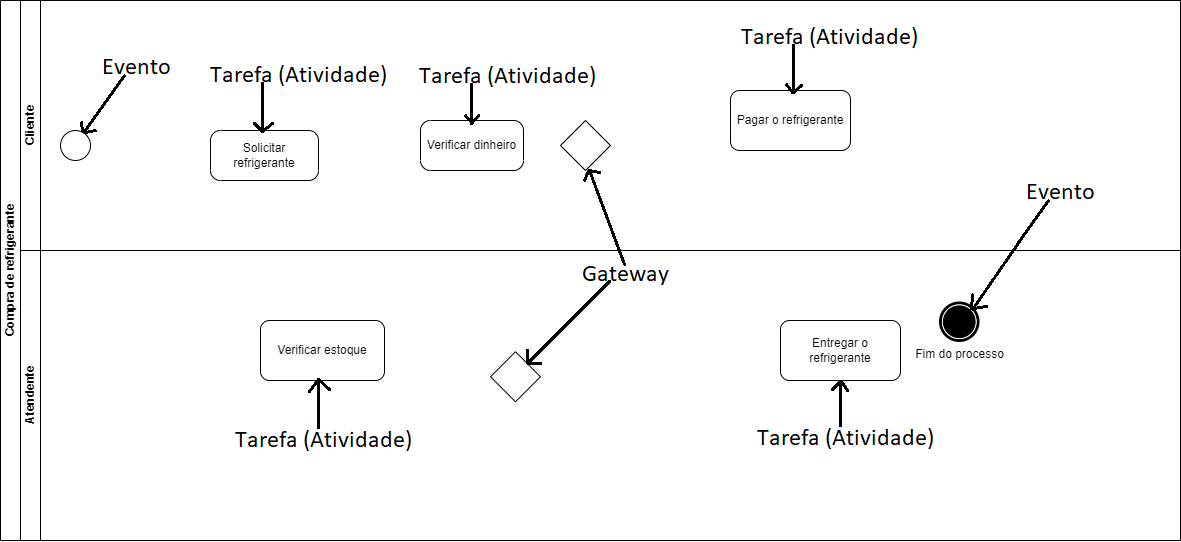 Compra de refrigerante
Cliente
Evento
Tarefa (Atividade)
Tarefa (Atividade)
Tarefa (Atividade)
Solicitar
refrigerante
Verificar dinheiro
Pagar o refrigerante
Evento
Gateway
Atendente
Verificar estoque
Entregar o
refrigerante
Fim do processo
Tarefa (Atividade)
Tarefa (Atividade)